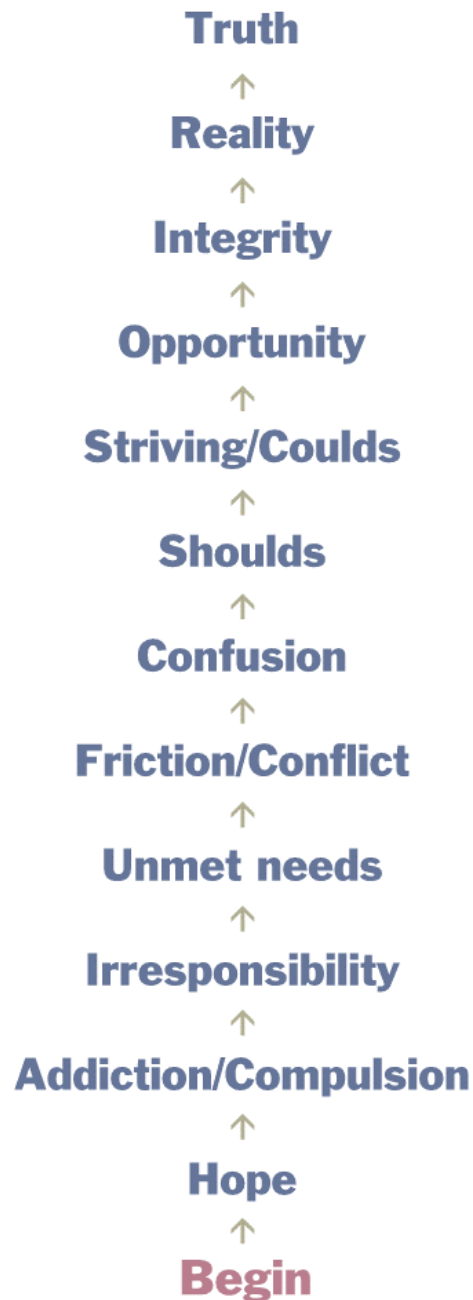 Truth
↑
Reality
↑
Integrity
↑
Opportunity
↑
Striving/Coulds
↑
Shoulds
↑
Confusion
↑
Friction/Conflict
↑
Unmet needs
↑
Irresponsibility
↑
Addiction/Compulsion
↑
Hope
↑
Begin